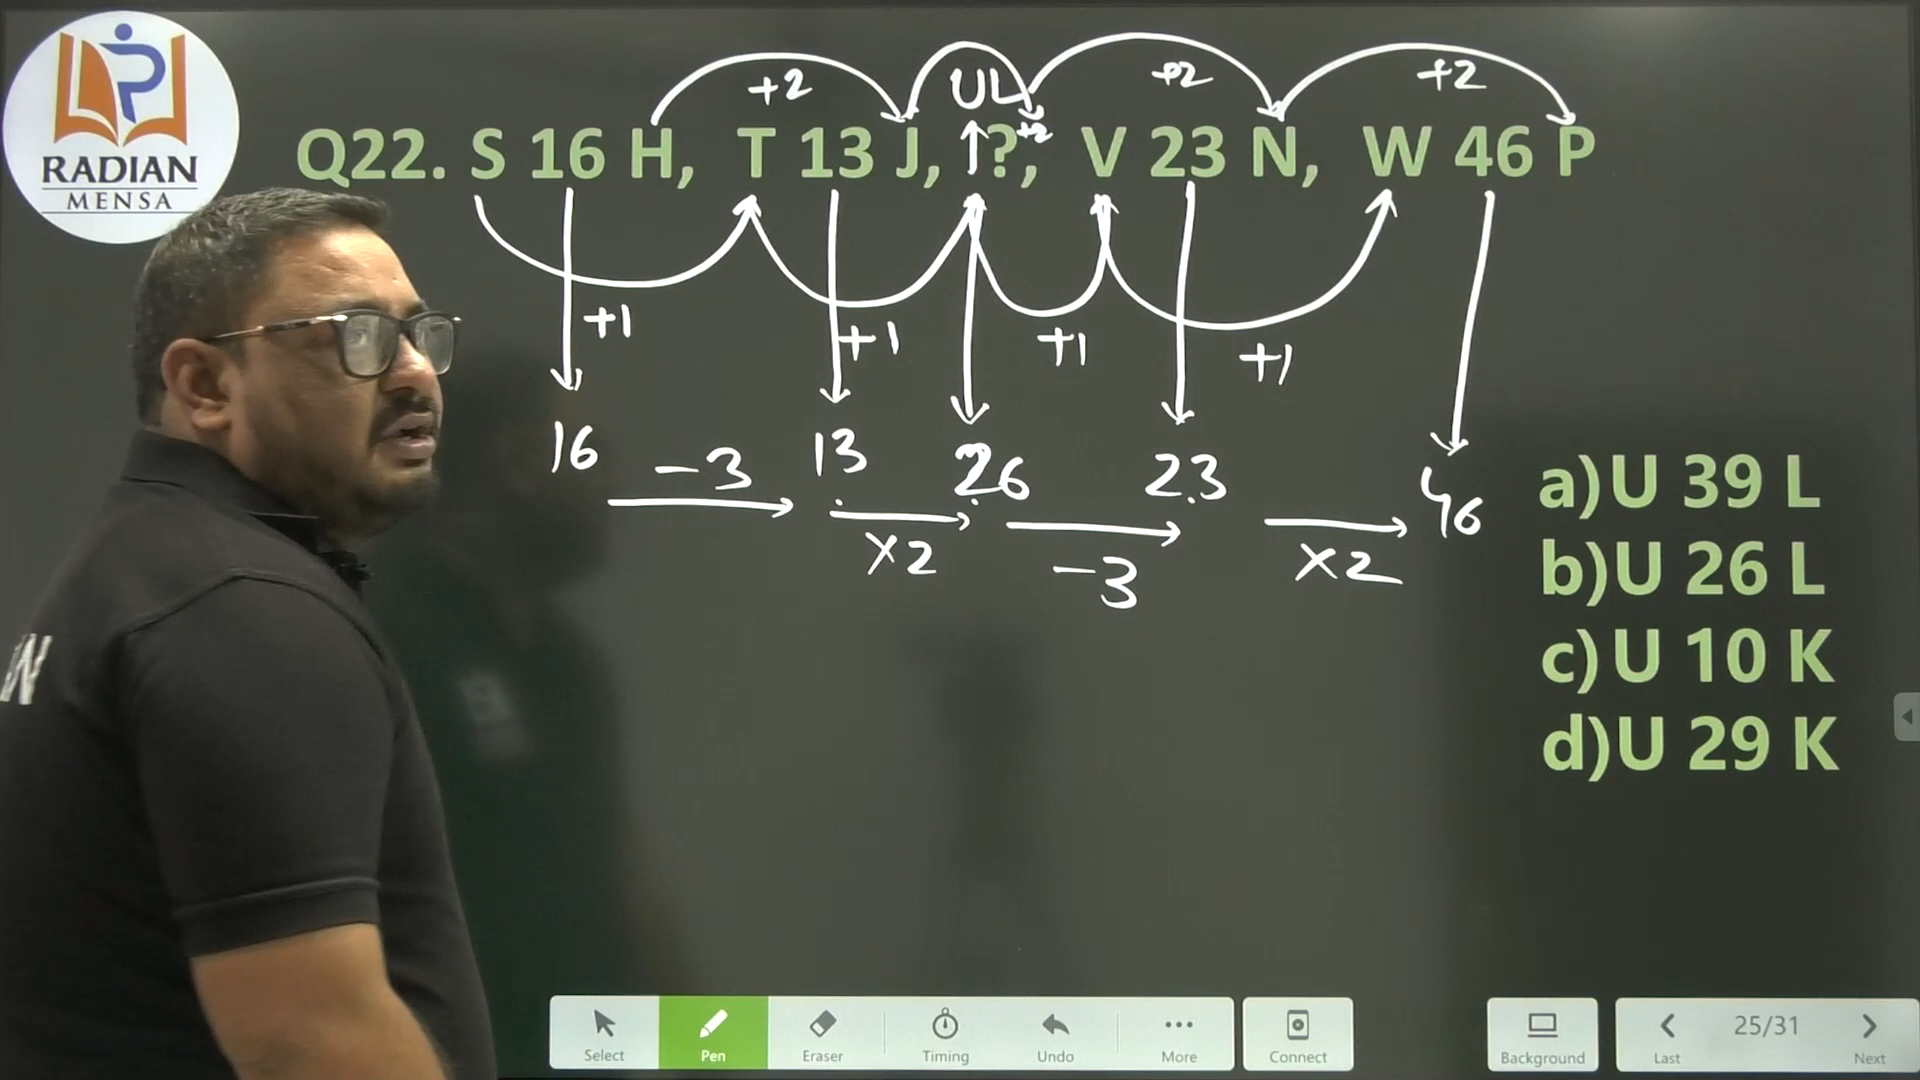 RADIAN
MENSA
+2
UL
+2
+2
+2
Q22. S 16 H, T 13 J, ?, V 23 N, W 46 P
+1
+1
+1
+1
16
-3
13
x2
26
-3
23
x2
46
a) U 39 L
b) U 26 L
c) U 10 K
d) U 29 K
W
Select
Pen
Eraser
Timing
Undo
More
Connect
Background
Last
25/31
Next